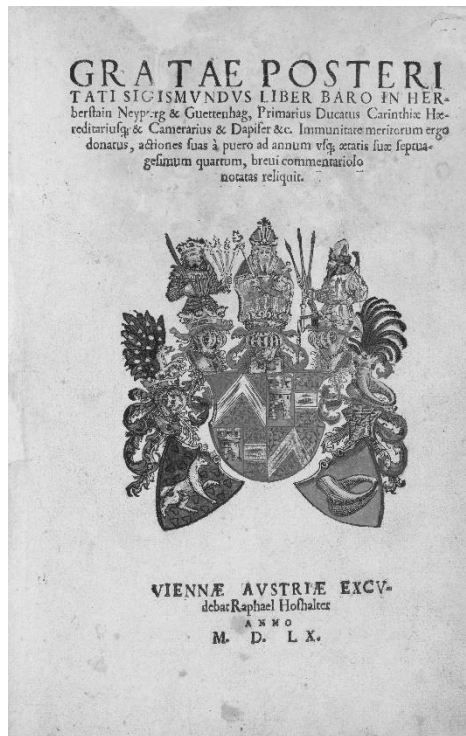 GRATAE POSTERI
TATI SIGISMVNDVS LIBER BARO IN HER-
berstain Neyperg & Guettenhag, Primarius Ducatus Carinthiæ Hæ-
reditariusq; & Camerarius & Dapifer &c. Immunitate meritorum ergo
donatus, actiones suas à puero ad annum vsq; ætatis suæ septua-
gesimum quartum, breui commentariolo
notatas reliquit.
VIENNÆ AVSTRIÆ EXCV-
debat Raphael Hofhalter
ANNO
M. D. LX.